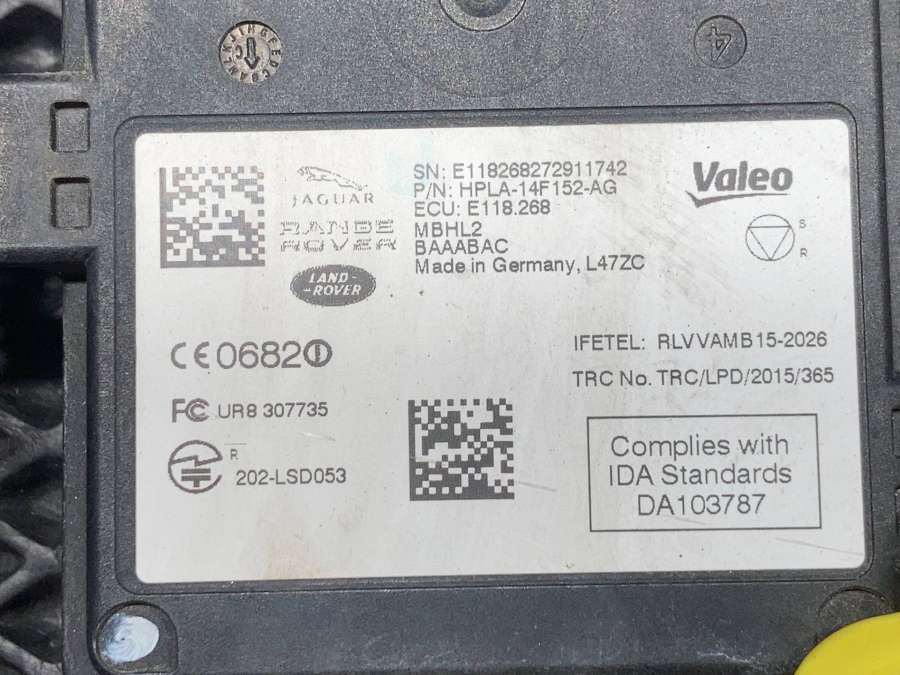 4
JAGUAR
RANGE
ROVER
LAND-
-ROVER
SN: E118268272911742
P/N: HPLA-14F152-AG
ECU: E118.268
MBHL2
BAAABAC
Made in Germany, L47ZC
Valeo
S
R
CE0682
IFETEL: RLVVAMB15-2026
TRC No. TRC/LPD/2015/365
FC UR8 307735
R
202-LSD053
Complies with
IDA Standards
DA103787